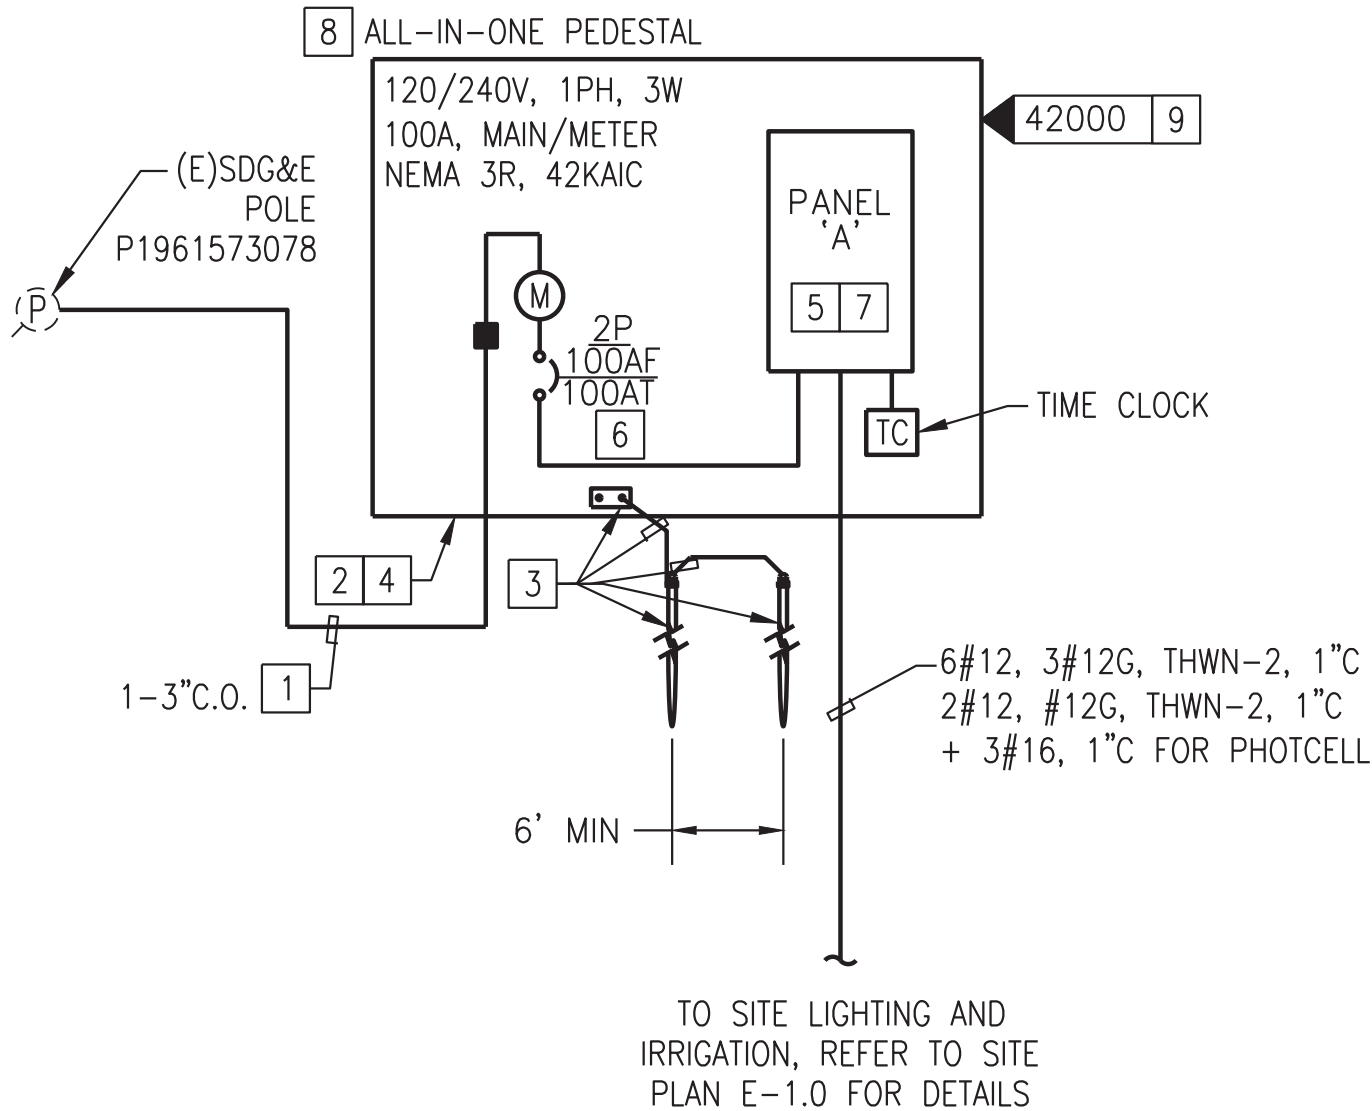 8 ALL-IN-ONE PEDESTAL
120/240V, 1PH, 3W
100A, MAIN/METER
NEMA 3R, 42KAIC
42000 9
(E)SDG&E
POLE
P1961573078
P
M
2P
100AF
100AT
6
PANEL
'A'
5 7
TC
TIME CLOCK
2 4
3
1-3"C.O. 1
6#12, 3#12G, THWN-2, 1"C
2#12, #12G, THWN-2, 1"C
+ 3#16, 1"C FOR PHOTCELL
6' MIN
TO SITE LIGHTING AND
IRRIGATION, REFER TO SITE
PLAN E-1.0 FOR DETAILS